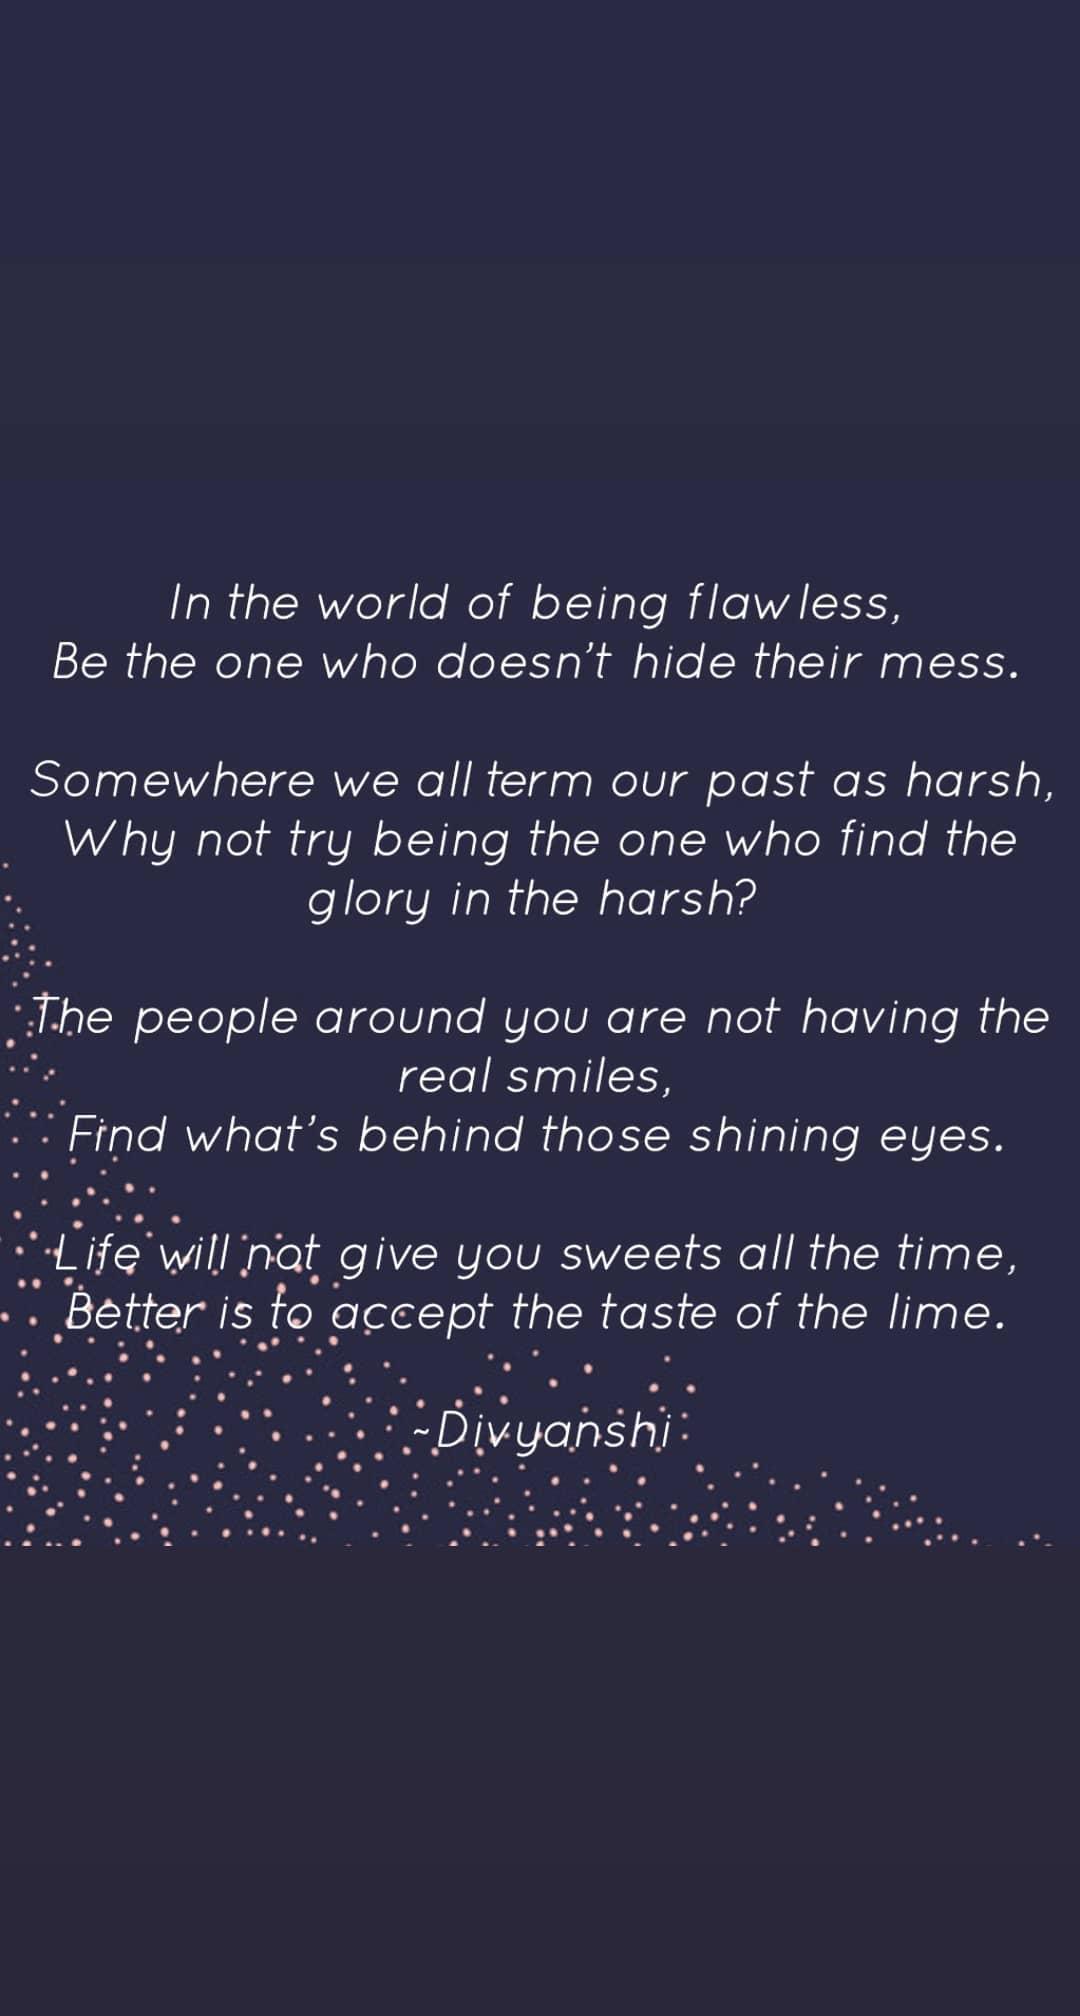 In the world of being flawless,
Be the one who doesn't hide their mess.
Somewhere we all term our past as harsh,
Why not try being the one who find the
glory in the harsh?
The people around you are not having the
real smiles,
Find what's behind those shining eyes.
Life will not give you sweets all the time,
Better is to accept the taste of the lime.
~Divyanshi